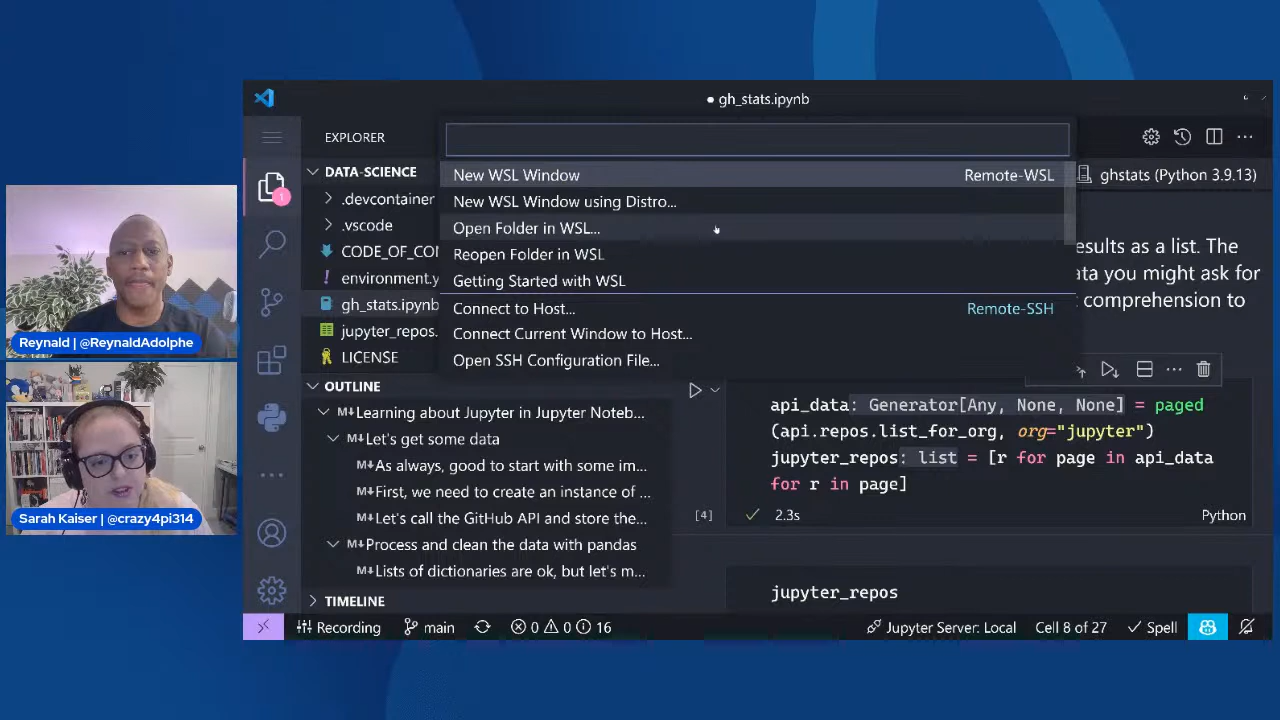 ● gh_stats.ipynb
EXPLORER
DATA-SCIENCE
.devcontainer
.vscode
CODE_OF_CON
environment.y
gh_stats.ipynb
jupyter_repos.
LICENSE
OUTLINE
Learning about Jupyter in Jupyter Noteb...
Let's get some data
As always, good to start with some im...
First, we need to create an instance of ...
Let's call the GitHub API and store the...
Process and clean the data with pandas
Lists of dictionaries are ok, but let's m...
TIMELINE
New WSL Window Remote-WSL
New WSL Window using Distro...
Open Folder in WSL...
Reopen Folder in WSL
Getting Started with WSL
Connect to Host... Remote-SSH
Connect Current Window to Host...
Open SSH Configuration File...
ghstats (Python 3.9.13)
esults as a list. The
ata you might ask for
t comprehension to
api_data: Generator[Any, None, None] = paged
(api.repos.list_for_org, org="jupyter")
jupyter_repos: list = [r for page in api_data
for r in page]
[4] 2.3s Python
jupyter_repos
Recording main 0 0 16 Jupyter Server: Local Cell 8 of 27 Spell
Reynald | @ReynaldAdolphe
Sarah Kaiser | @crazy4pi314
1